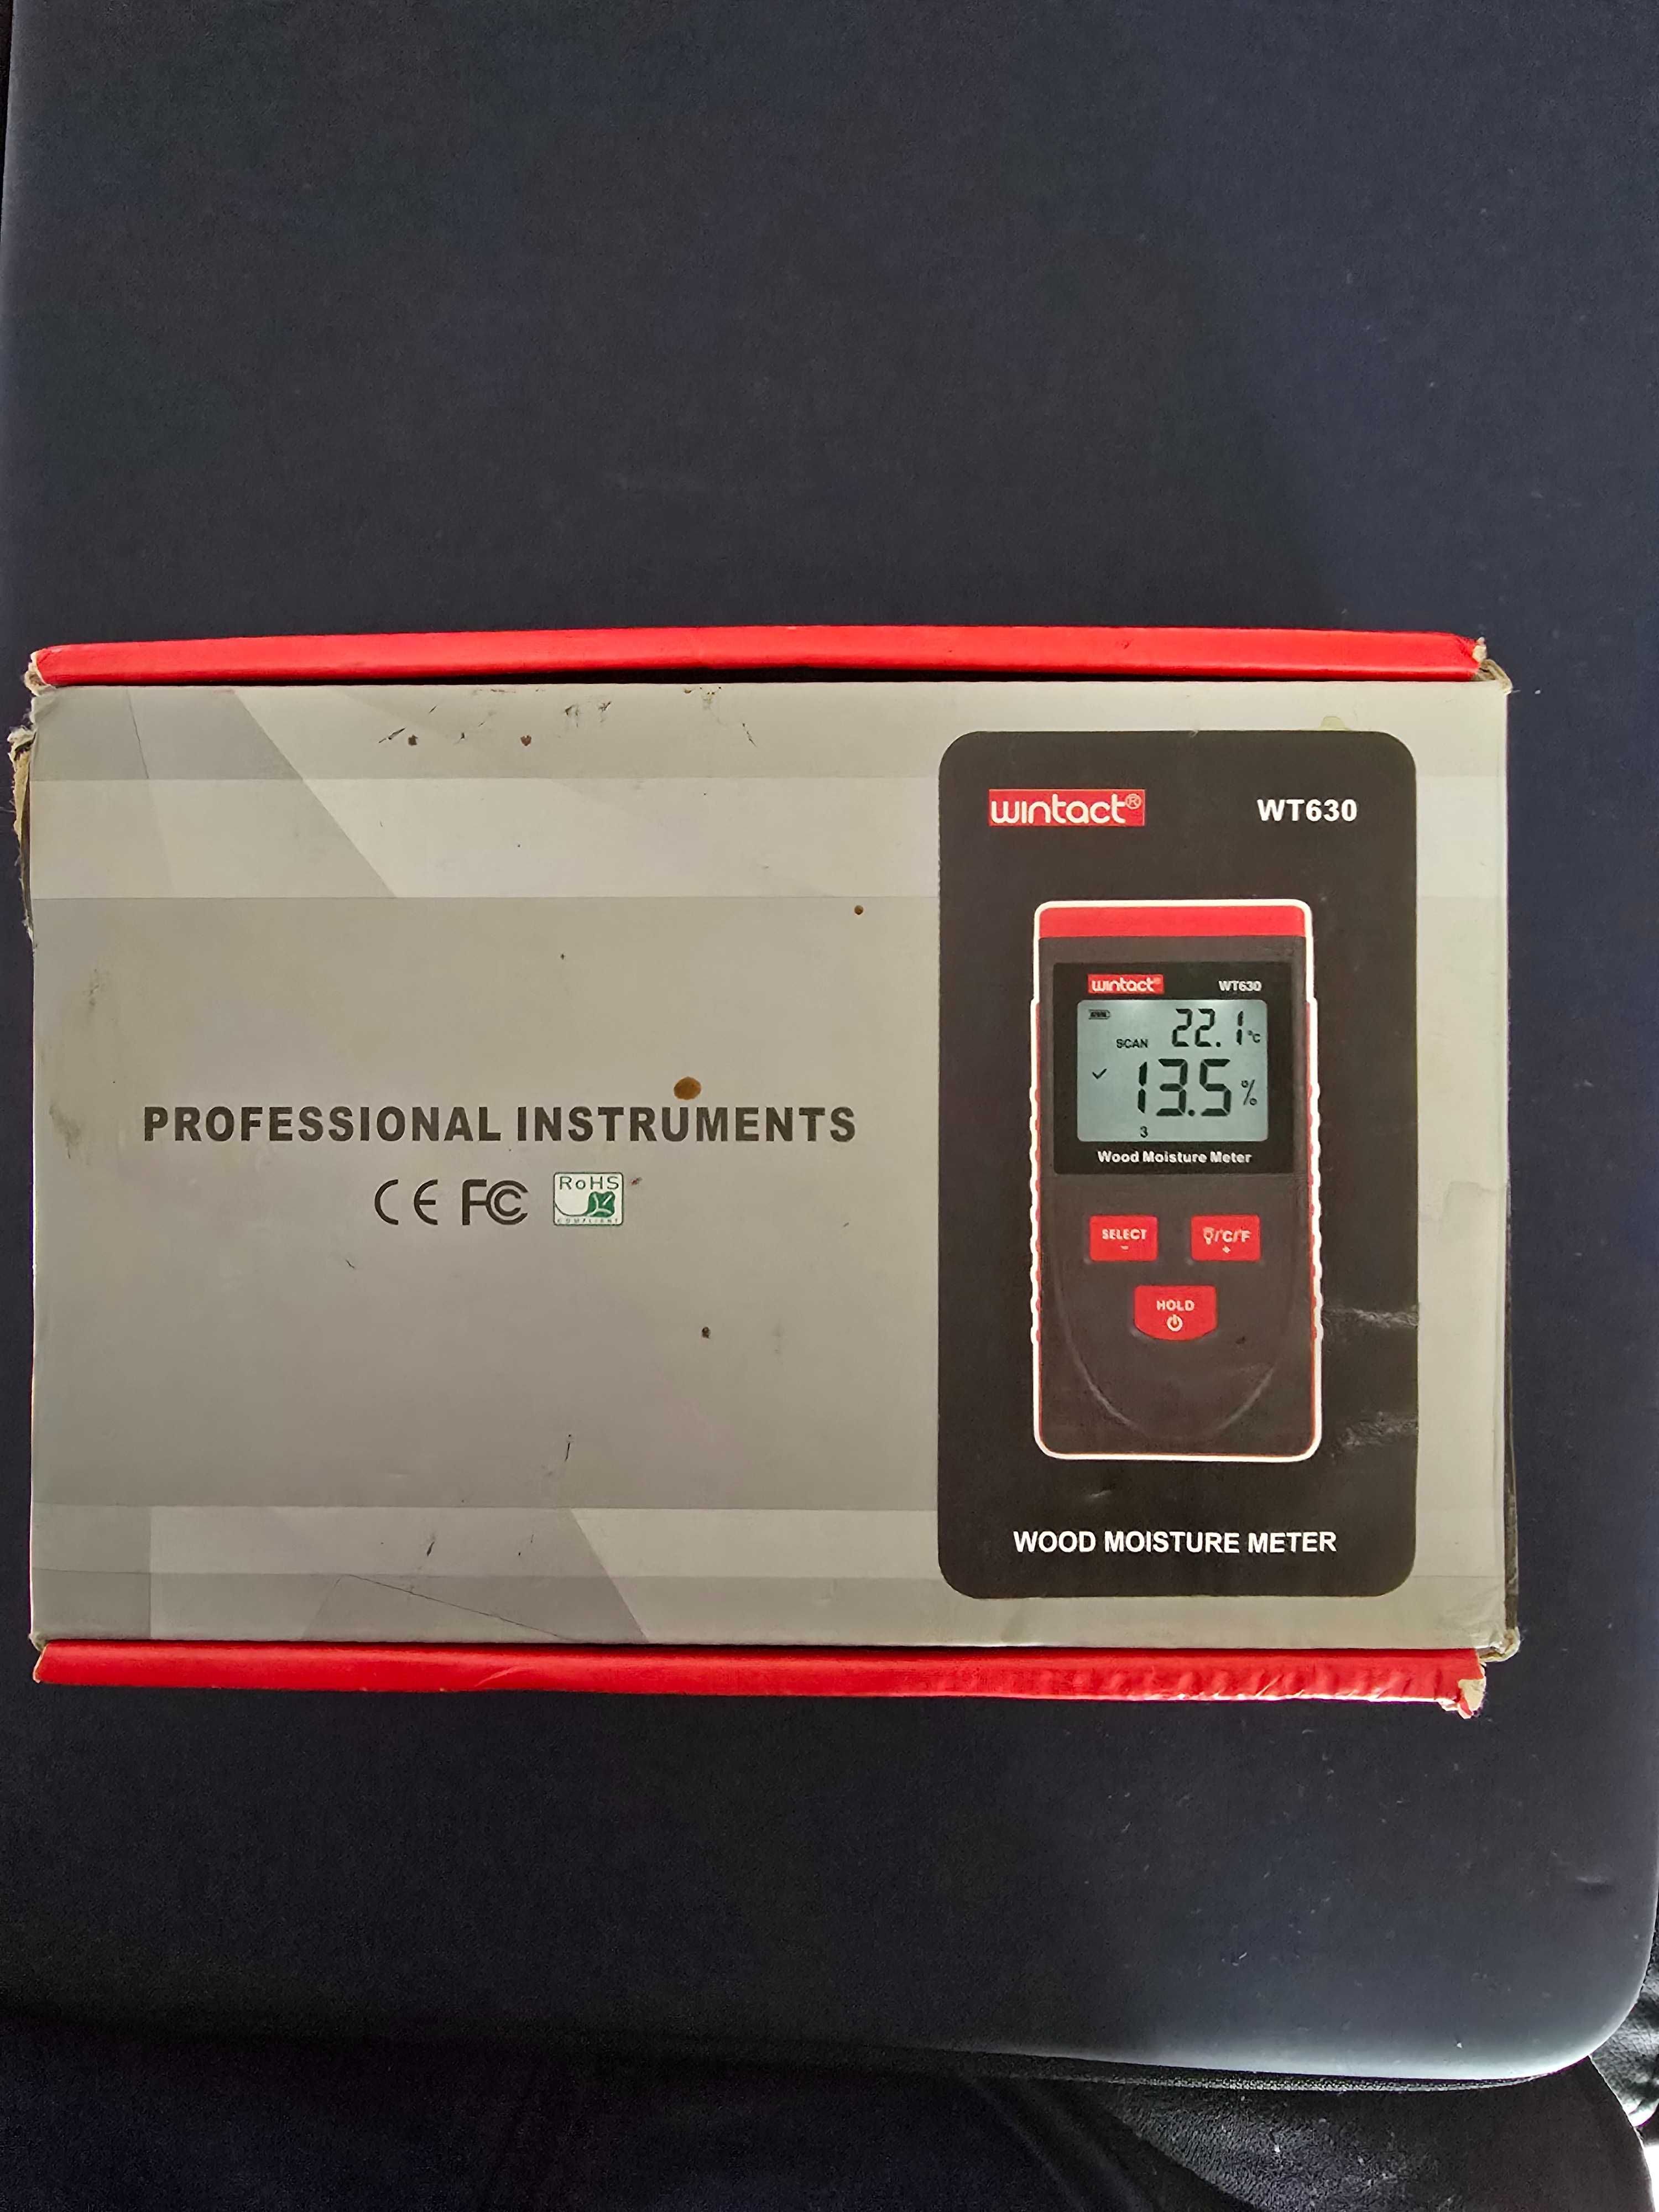 wintact® WT630
wintact® WT630
22.1°C
SCAN
13.5%
3
Wood Moisture Meter
PROFESSIONAL INSTRUMENTS
CE FC RoHS
COMPLIANT
SELECT
-
/°C/°F
+
HOLD
WOOD MOISTURE METER